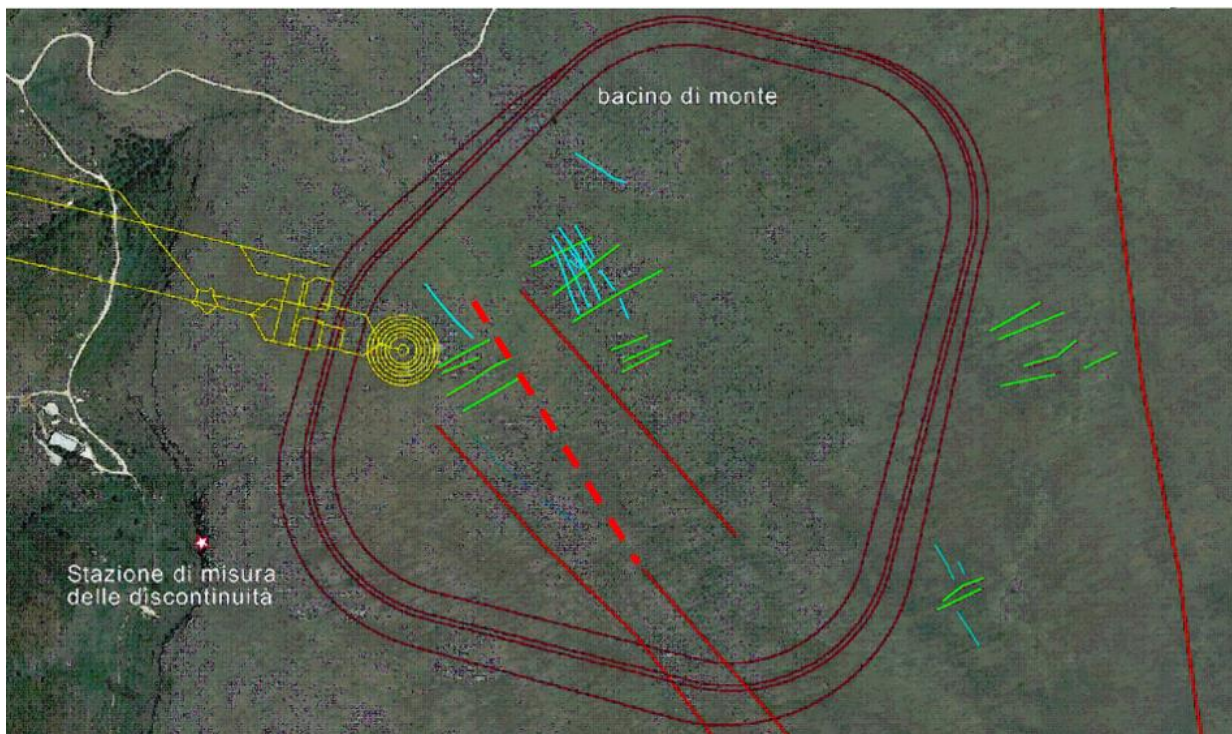 bacino di monte
Stazione di misura
delle discontinuità